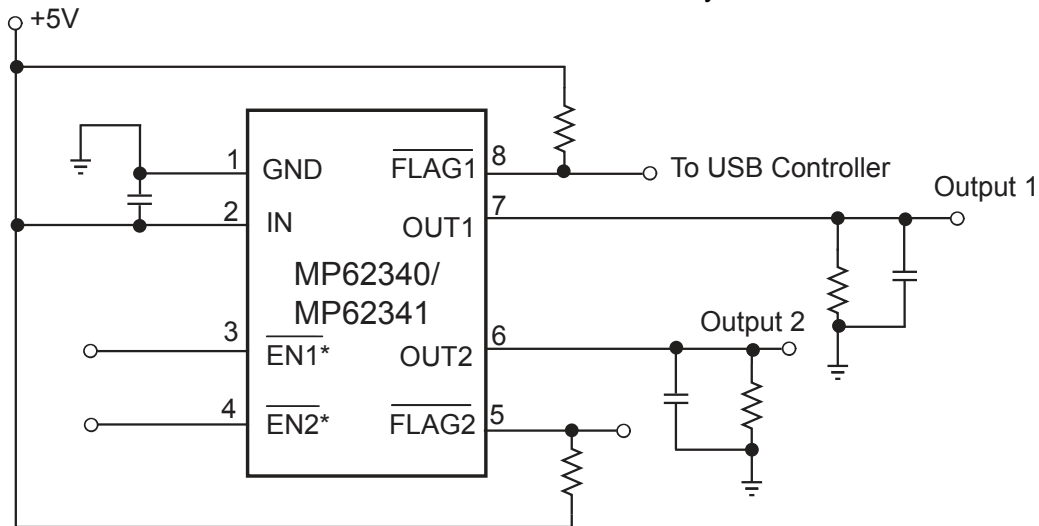 +5V
1
GND
FLAG1
8
To USB Controller
2
IN
OUT1
7
Output 1
MP62340/
MP62341
3
EN1*
OUT2
6
Output 2
4
EN2*
FLAG2
5